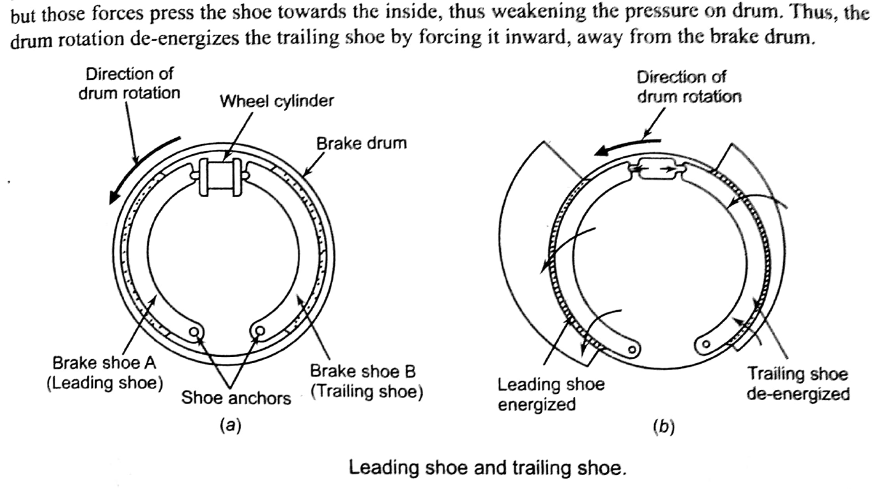 but those forces press the shoe towards the inside, thus weakening the pressure on drum. Thus, the
drum rotation de-energizes the trailing shoe by forcing it inward, away from the brake drum.
Direction of
drum rotation
Wheel cylinder
Brake drum
Brake shoe A
(Leading shoe)
Shoe anchors
Brake shoe B
(Trailing shoe)
(a)
Direction of
drum rotation
Leading shoe
energized
Trailing shoe
de-energized
(b)
Leading shoe and trailing shoe.